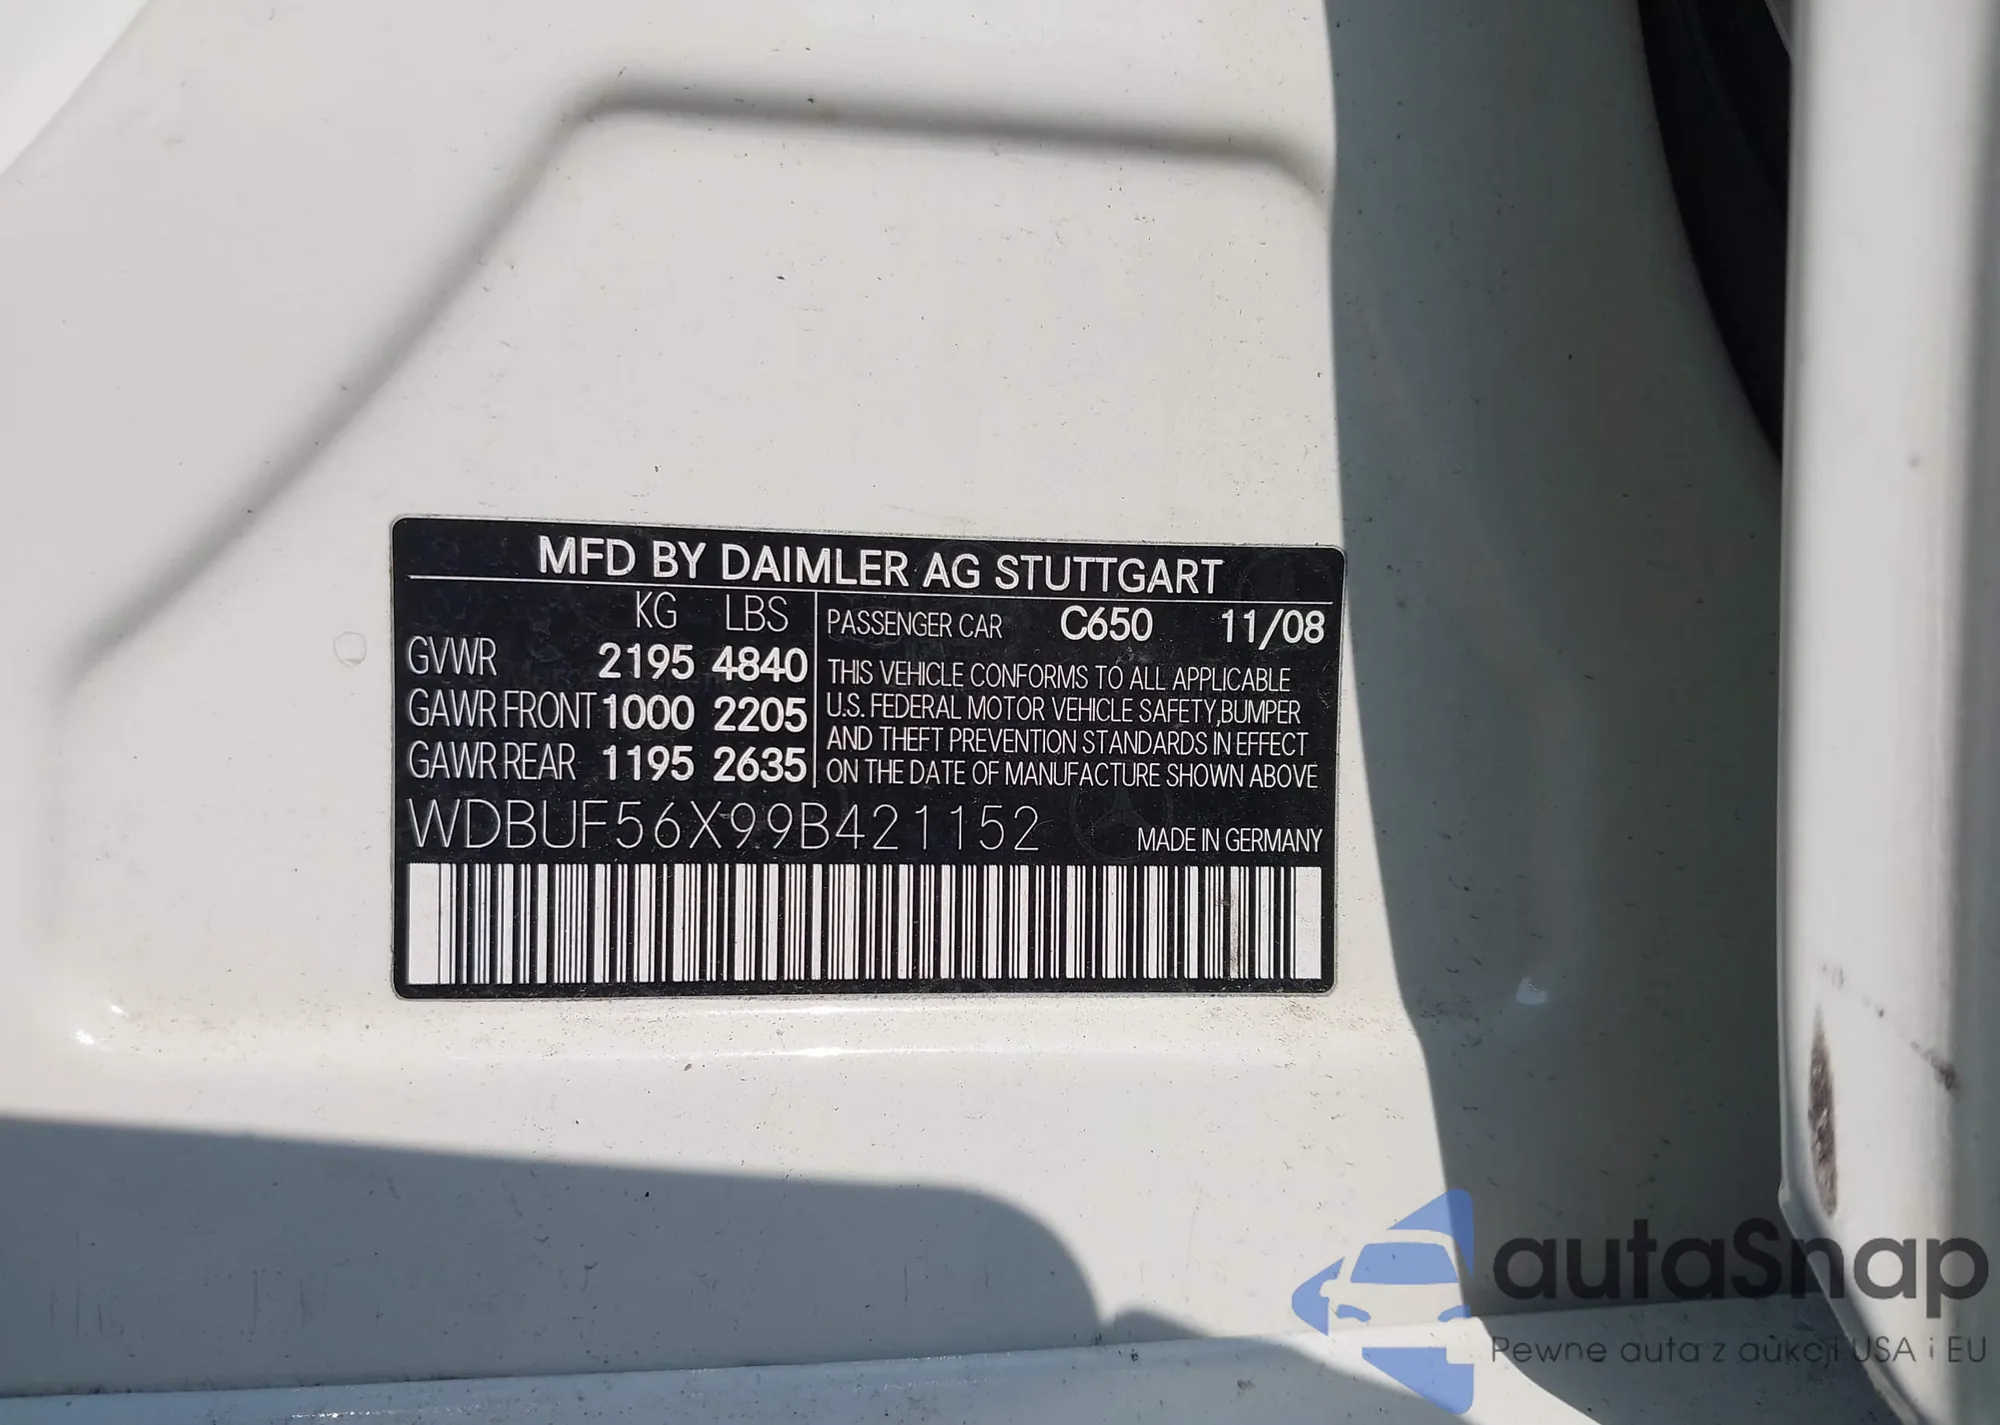 MFD BY DAIMLER AG STUTTGART
KG LBS
GVWR 2195 4840
GAWR FRONT 1000 2205
GAWR REAR 1195 2635
PASSENGER CAR C650 11/08
THIS VEHICLE CONFORMS TO ALL APPLICABLE
U.S. FEDERAL MOTOR VEHICLE SAFETY,BUMPER
AND THEFT PREVENTION STANDARDS IN EFFECT
ON THE DATE OF MANUFACTURE SHOWN ABOVE
WDBUF56X99B421152
MADE IN GERMANY
autaSnap
Pewne auta z aukcji USA i EU